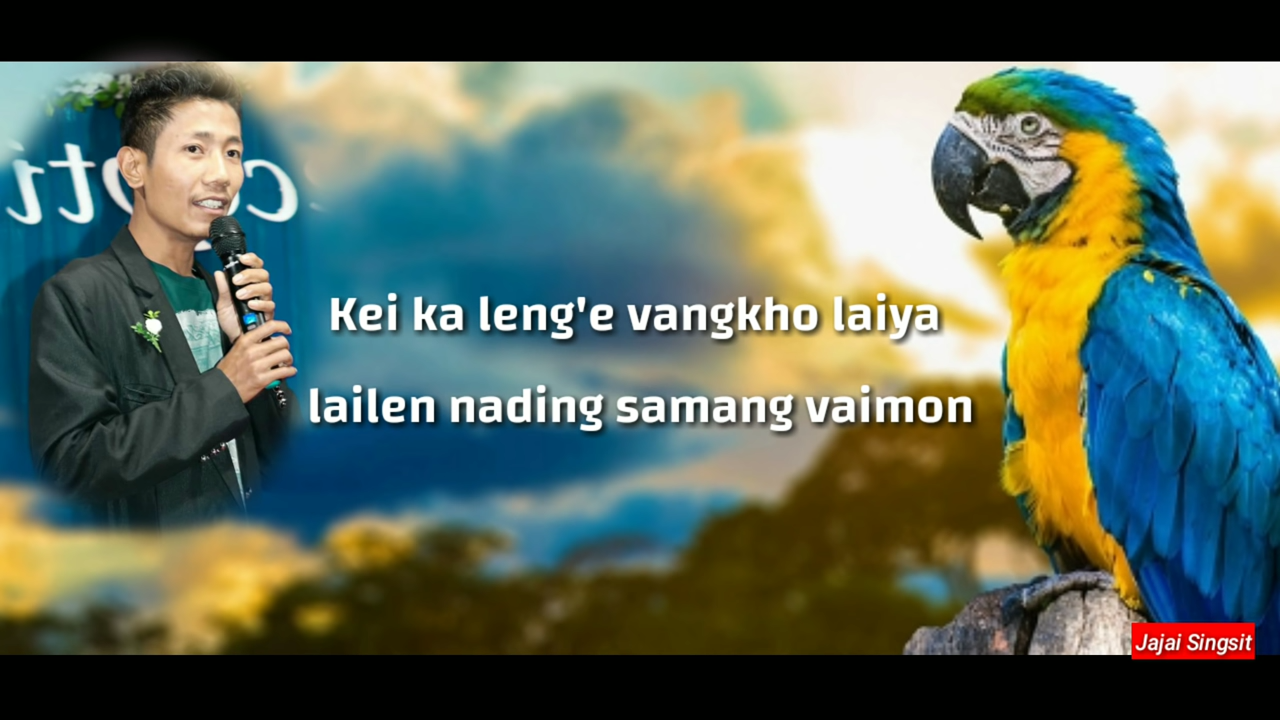 Kei ka leng'e vangkho laiya
lailen nading samang vaimon
Jajai Singsit